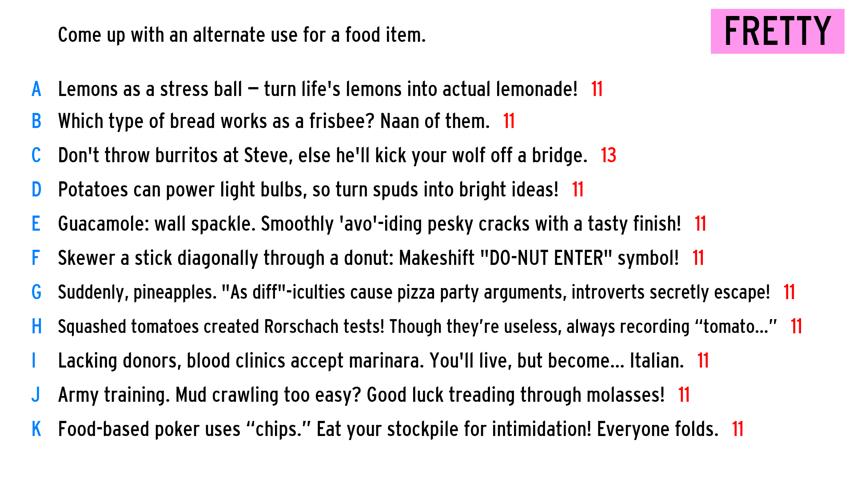 Come up with an alternate use for a food item.
FRETTY
A Lemons as a stress ball – turn life's lemons into actual lemonade! 11
B Which type of bread works as a frisbee? Naan of them. 11
C Don't throw burritos at Steve, else he'll kick your wolf off a bridge. 13
D Potatoes can power light bulbs, so turn spuds into bright ideas! 11
E Guacamole: wall spackle. Smoothly 'avo'-iding pesky cracks with a tasty finish! 11
F Skewer a stick diagonally through a donut: Makeshift "DO-NUT ENTER" symbol! 11
G Suddenly, pineapples. "As diff"-iculties cause pizza party arguments, introverts secretly escape! 11
H Squashed tomatoes created Rorschach tests! Though they’re useless, always recording “tomato...” 11
I Lacking donors, blood clinics accept marinara. You'll live, but become... Italian. 11
J Army training. Mud crawling too easy? Good luck treading through molasses! 11
K Food-based poker uses “chips.” Eat your stockpile for intimidation! Everyone folds. 11